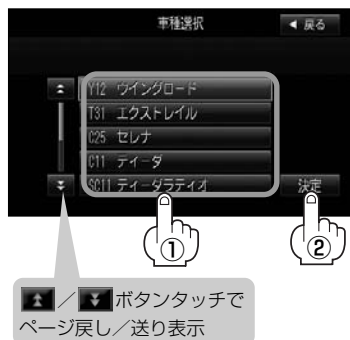 車種選択
◀ 戻る
Y12 ウイングロード
T31 エクストレイル
C25 セレナ
C11 ティーダ
SC11 ティーダラティオ
決定
①
②
／ボタンタッチで
ページ戻し／送り表示